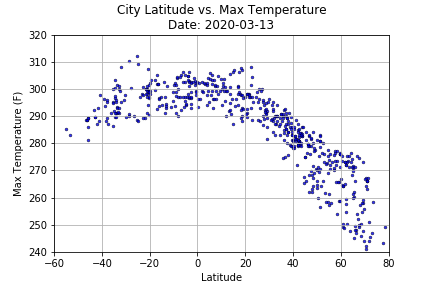 City Latitude vs. Max Temperature
Date: 2020-03-13
Max Temperature (F)
320
310
300
290
280
270
260
250
240
−60 −40 −20 0 20 40 60 80
Latitude